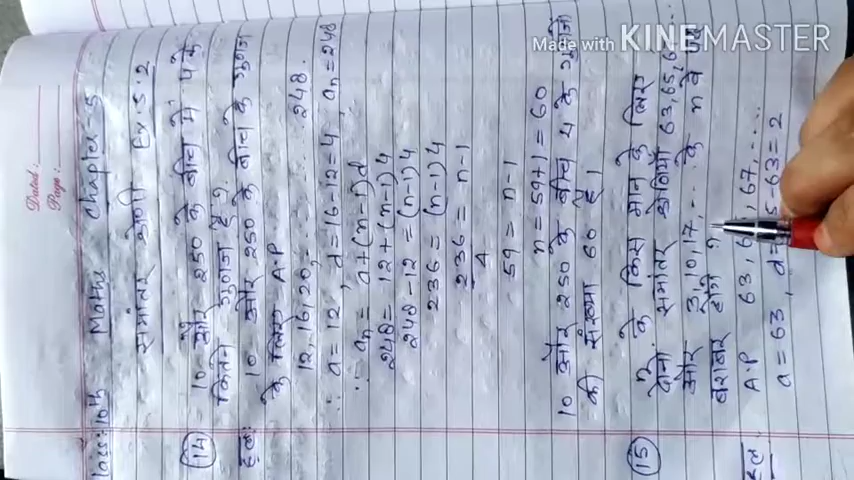 Made with KINEMASTER
Dated:
Page:
Class:10th Maths Chapter-5
समांतर श्रेणी Ex-5.2
(14) 10 और 250 के बीच में 4 के
कितने गुणज हैं ?
हल: 10 और 250 के बीच के गुणज
के लिए A.P
12, 16, 20, ........ 248.
∴ a = 12, d = 16-12 = 4, an = 248
∴ an = a + (n-1)d
248 = 12 + (n-1)4
248 - 12 = (n-1)4
236 = (n-1)4
236/4 = n-1
59 = n-1
n = 59+1 = 60
10 और 250 के बीच 4 के गुणजों
की संख्या 60 है।
(15) n. के किस मान के लिए
दोनों समांतर श्रेणियों 63, 65, 6
और 3, 10, 17, ... के n वें पद
बराबर होंगे ?
हल A.P 63, 6 , 67, ....
a = 63, d = 5-63 = 2